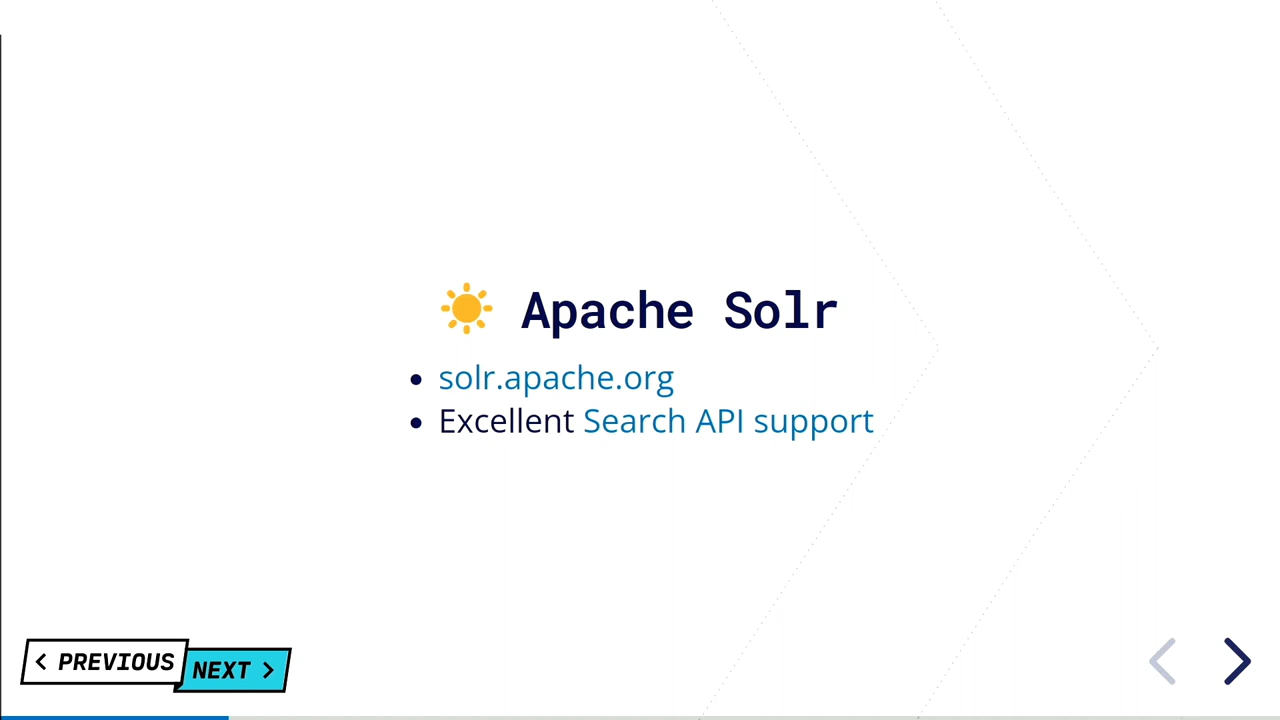 Apache Solr
solr.apache.org
Excellent Search API support
PREVIOUS
NEXT